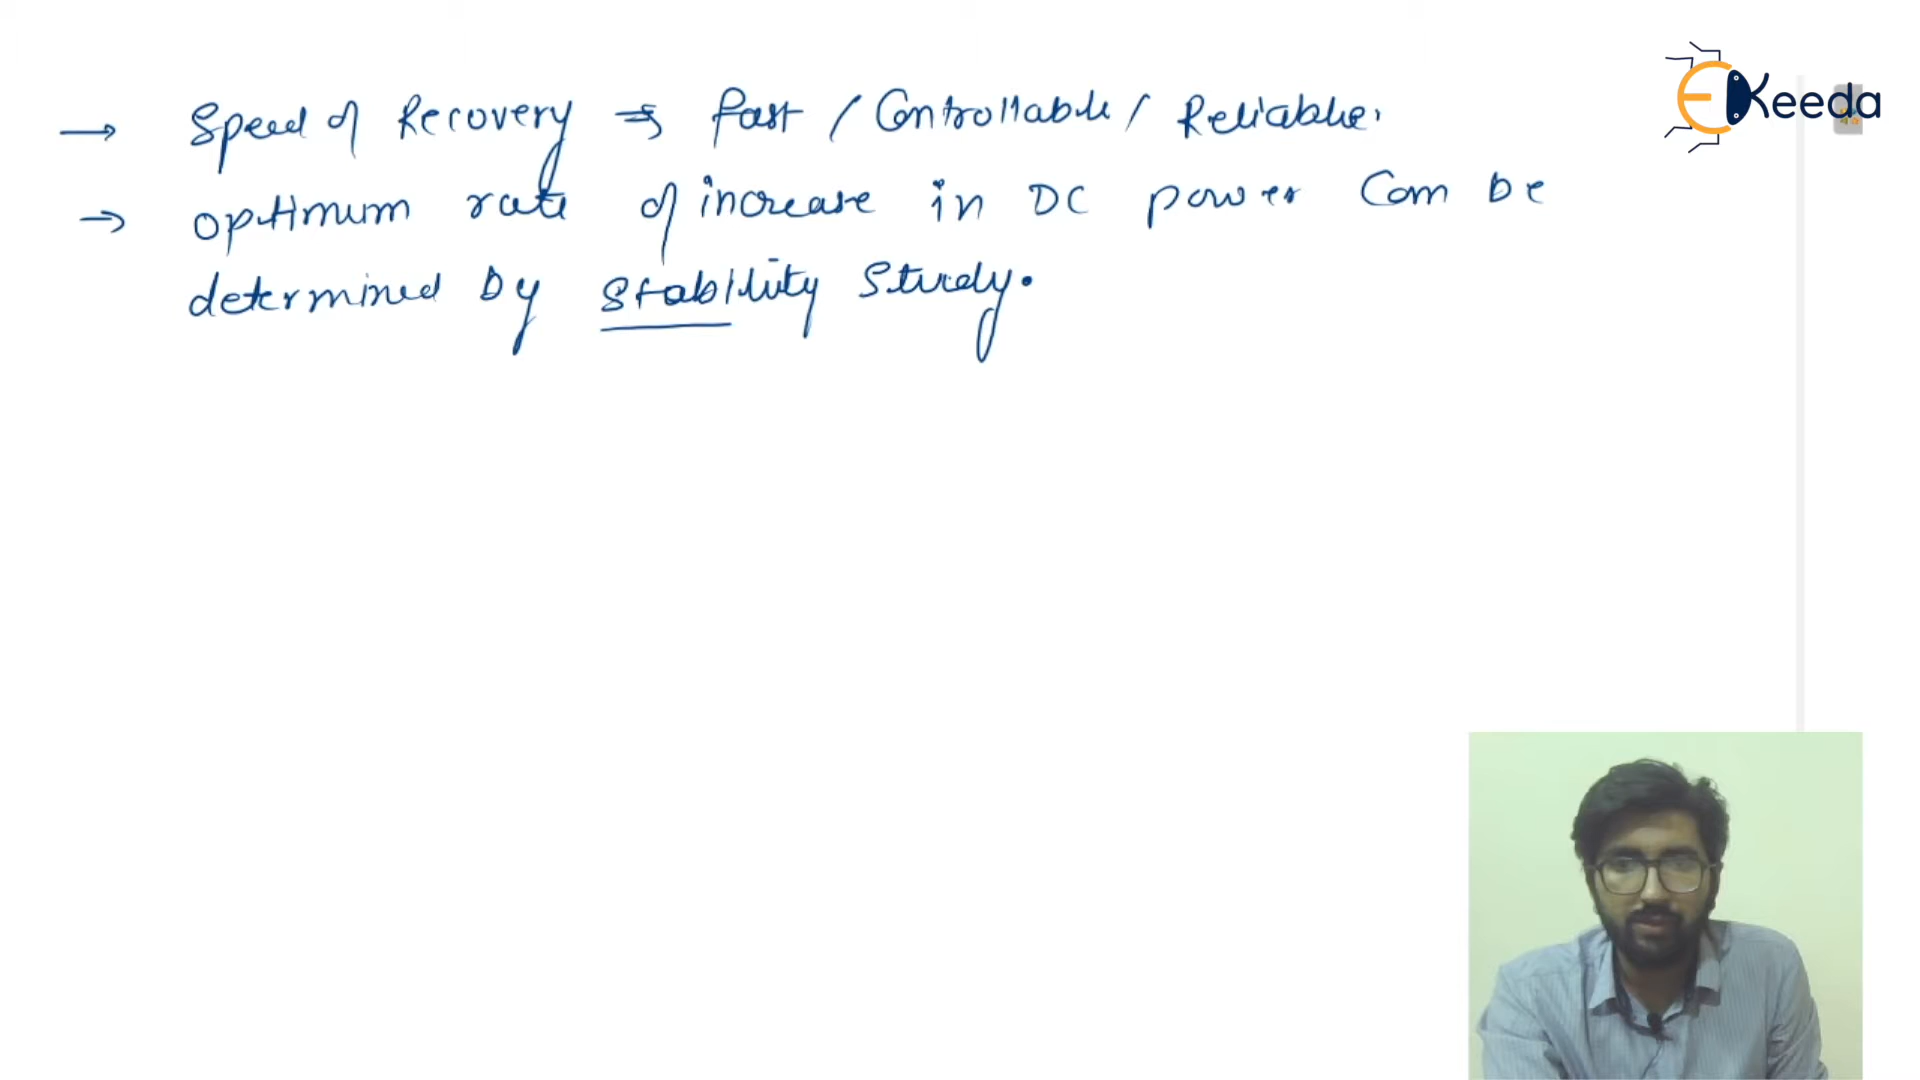 → Speed of Recovery ⇒ fast / Controllable / Reliable.
→ optimum rate of increase in DC power can be
determined by stability study.
EKeeda